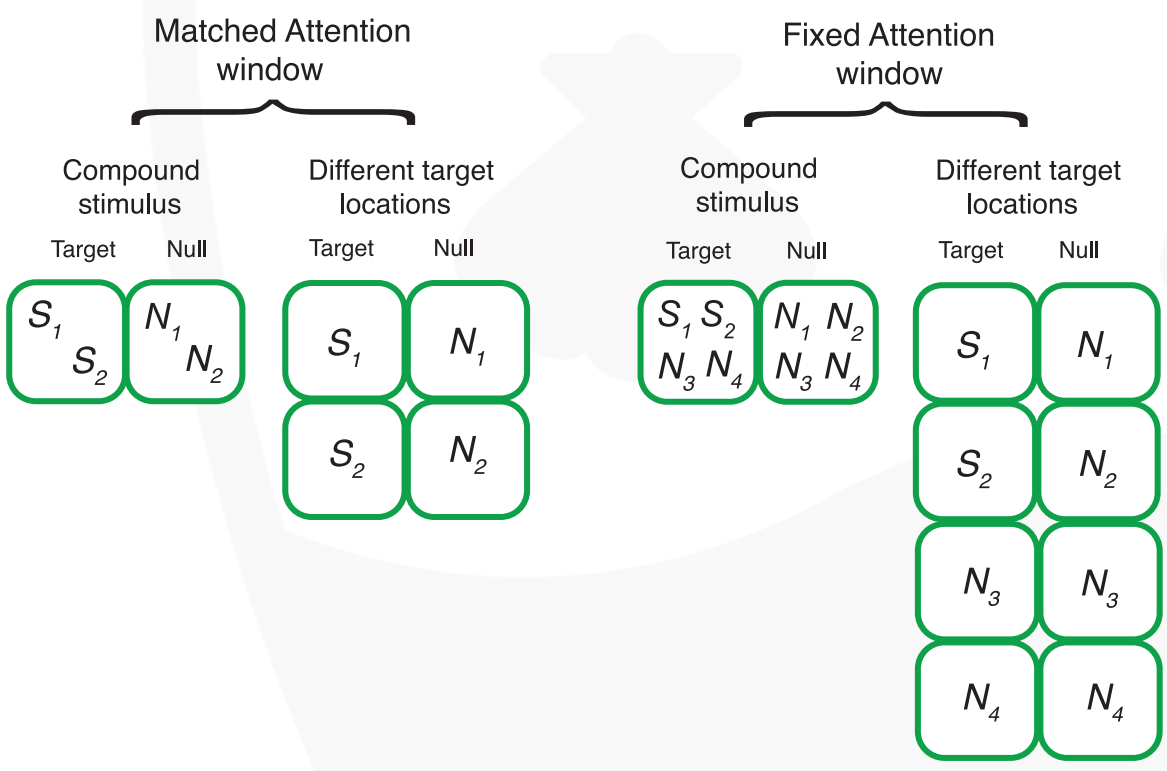 Matched Attention
window
Fixed Attention
window
Compound
stimulus
Different target
locations
Compound
stimulus
Different target
locations
Target Null
Target Null
Target Null
Target Null
S₁
S₂
N₁
N₂
S₁ N₁
S₂ N₂
S₁ S₂
N₃ N₄
N₁ N₂
N₃ N₄
S₁ N₁
S₂ N₂
N₃ N₃
N₄ N₄